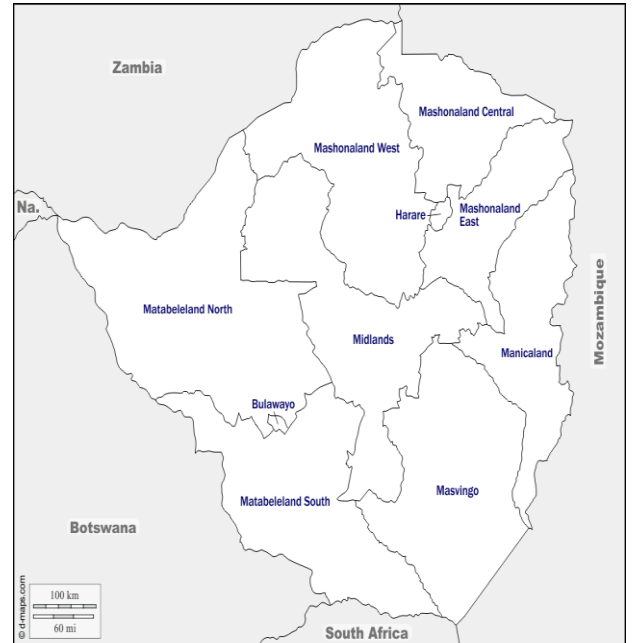 Zambia
Mashonaland Central
Mashonaland West
Na.
Harare
Mashonaland
East
Mozambique
Matabeleland North
Midlands
Manicaland
Bulawayo
Masvingo
Matabeleland South
Botswana
© d-maps.com
100 km
60 mi
South Africa